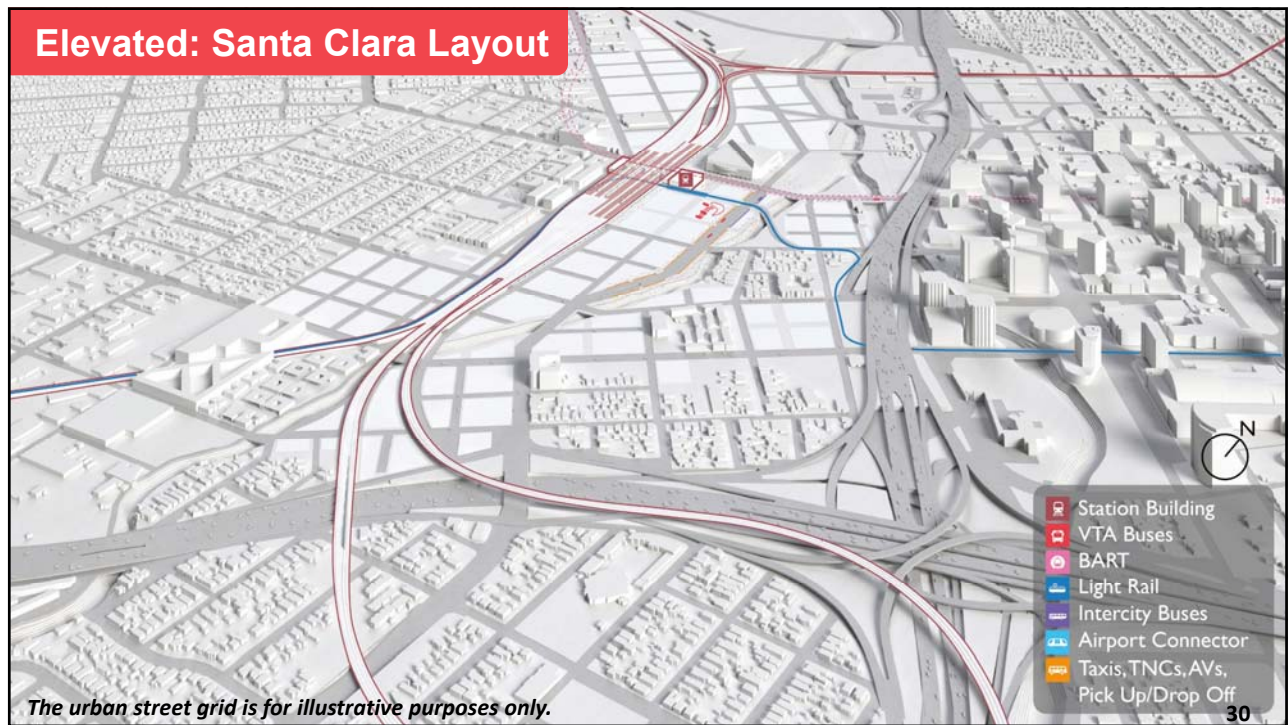 Elevated: Santa Clara Layout
N
Station Building
VTA Buses
BART
Light Rail
Intercity Buses
Airport Connector
Taxis, TNCs, AVs,
Pick Up/Drop Off
The urban street grid is for illustrative purposes only.
30